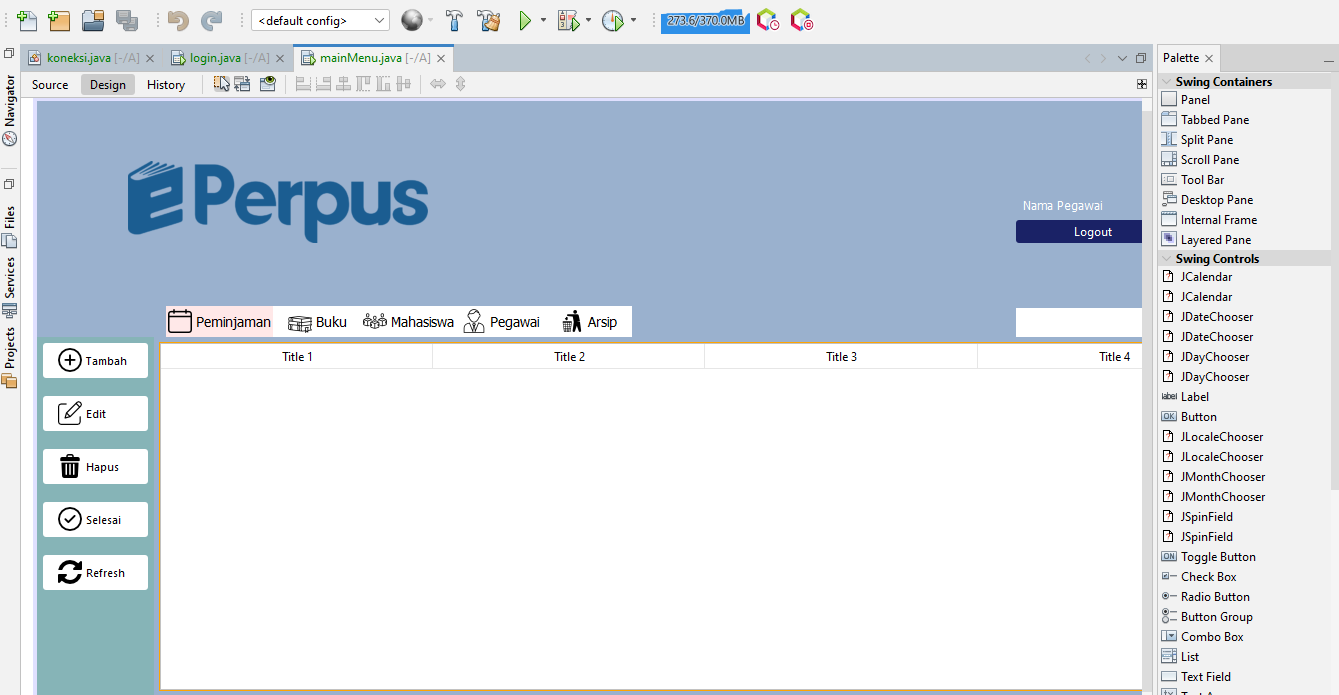 <default config>
273.6/370.0MB
koneksi.java [-/A]
login.java [-/A]
mainMenu.java [-/A]
Source
Design
History
Navigator
Files
Services
Projects
Perpus
Nama Pegawai
Logout
Peminjaman
Buku
Mahasiswa
Pegawai
Arsip
Tambah
Edit
Hapus
Selesai
Refresh
Title 1
Title 2
Title 3
Title 4
Palette
Swing Containers
Panel
Tabbed Pane
Split Pane
Scroll Pane
Tool Bar
Desktop Pane
Internal Frame
Layered Pane
Swing Controls
JCalendar
JCalendar
JDateChooser
JDateChooser
JDayChooser
JDayChooser
label Label
OK Button
JLocaleChooser
JLocaleChooser
JMonthChooser
JMonthChooser
JSpinField
JSpinField
ON Toggle Button
Check Box
Radio Button
Button Group
Combo Box
List
Text Field